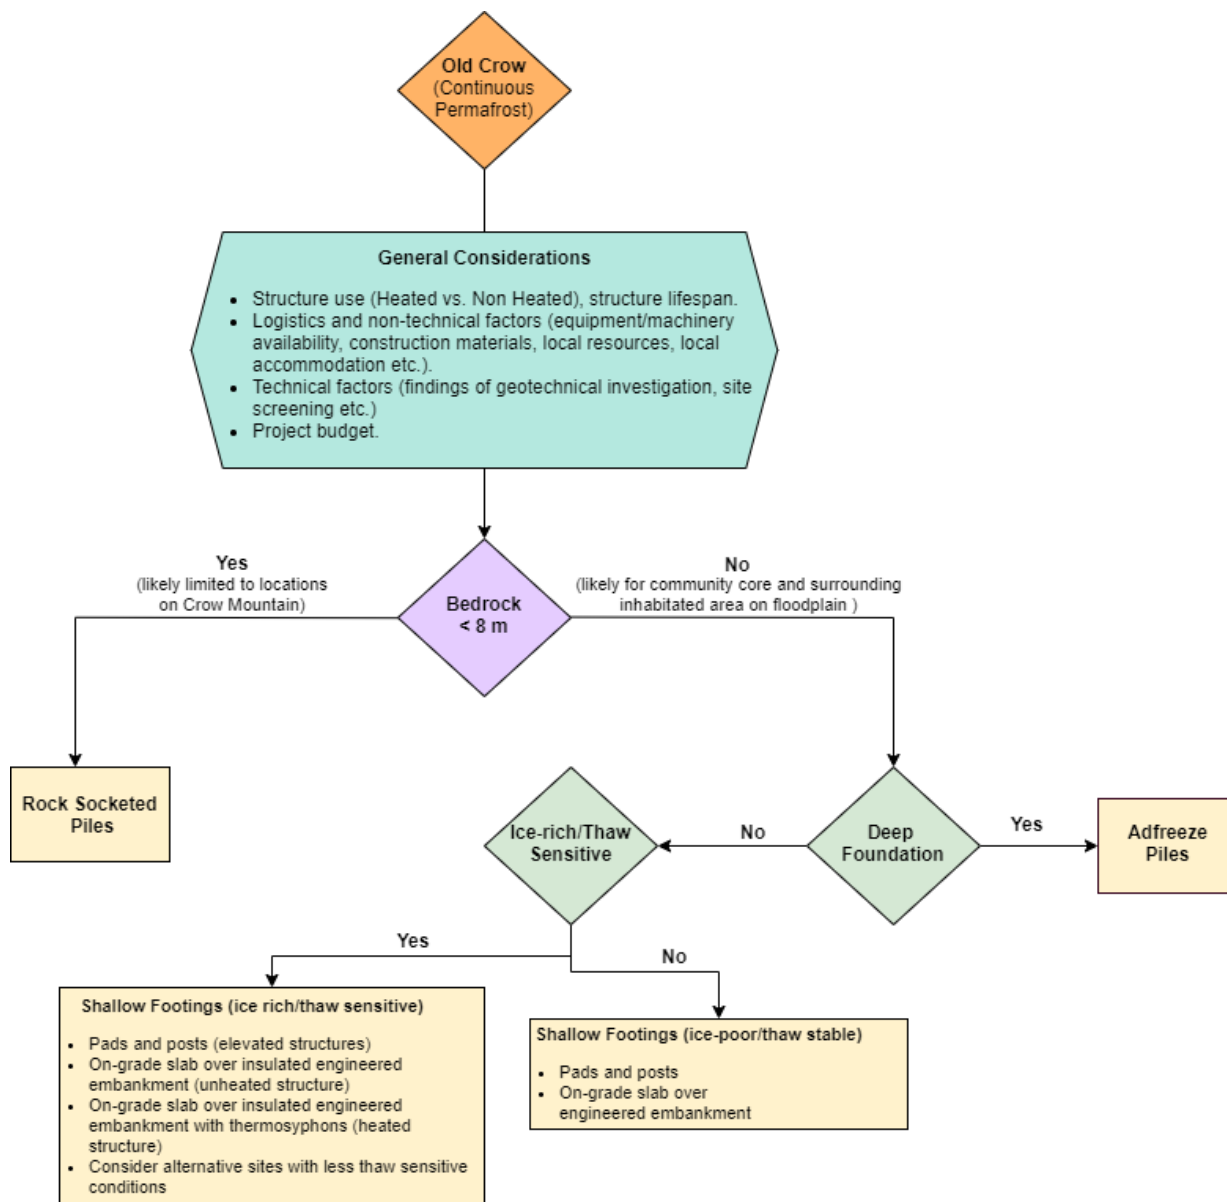 Old Crow
(Continuous
Permafrost)
General Considerations
• Structure use (Heated vs. Non Heated), structure lifespan.
• Logistics and non-technical factors (equipment/machinery
availability, construction materials, local resources, local
accommodation etc.).
• Technical factors (findings of geotechnical investigation, site
screening etc.)
• Project budget.
Yes
(likely limited to locations
on Crow Mountain)
Bedrock
< 8 m
No
(likely for community core and surrounding
inhabitated area on floodplain )
Rock Socketed
Piles
Ice-rich/Thaw
Sensitive
No
Deep
Foundation
Yes
Adfreeze
Piles
Yes
No
Shallow Footings (ice rich/thaw sensitive)
• Pads and posts (elevated structures)
• On-grade slab over insulated engineered
embankment (unheated structure)
• On-grade slab over insulated engineered
embankment with thermosyphons (heated
structure)
• Consider alternative sites with less thaw sensitive
conditions
Shallow Footings (ice-poor/thaw stable)
• Pads and posts
• On-grade slab over
engineered embankment